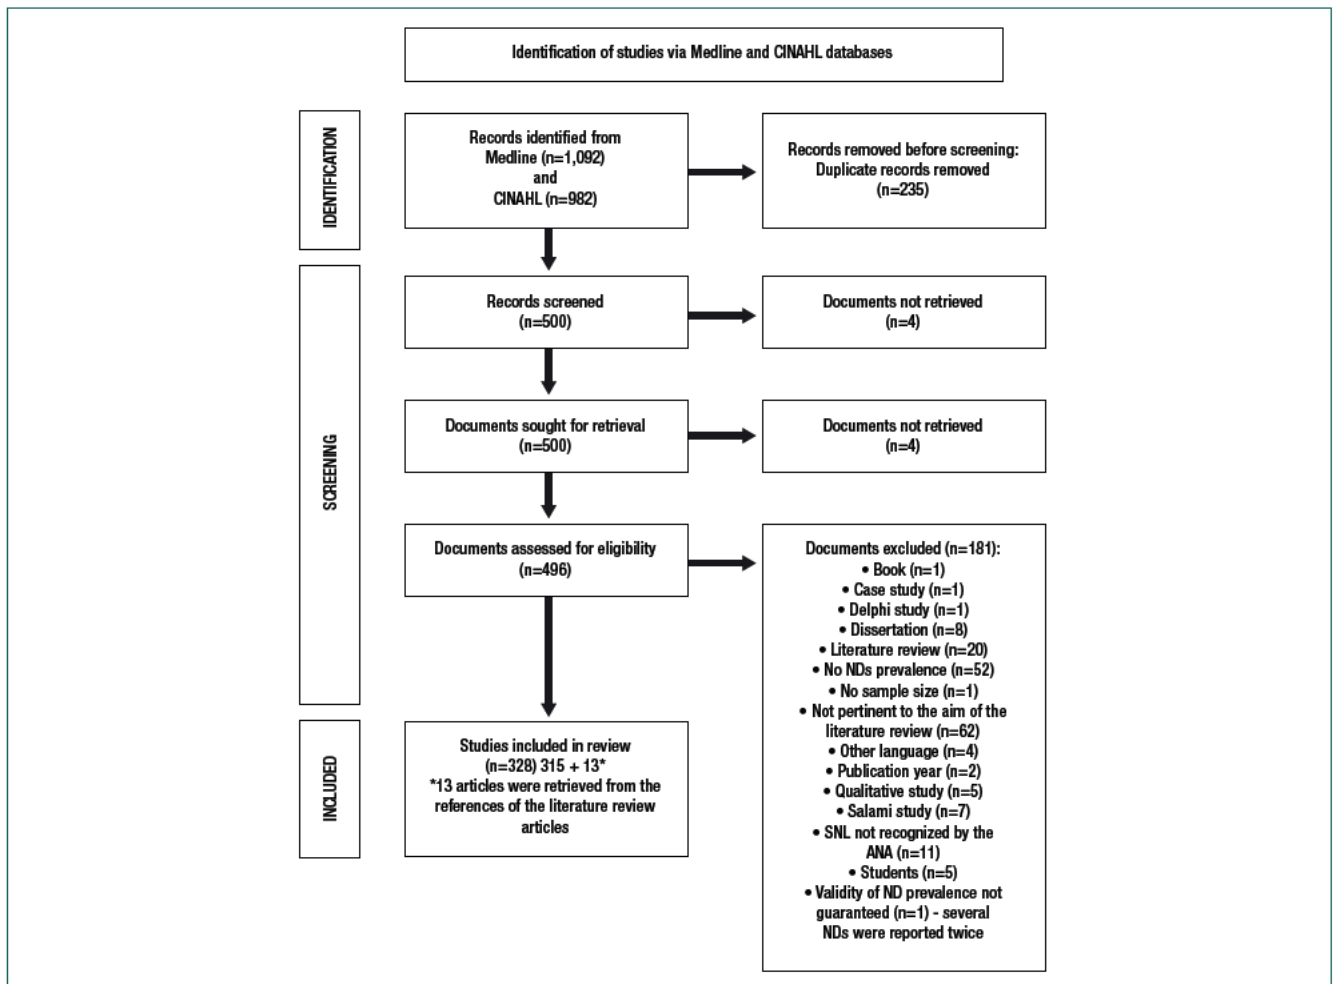 Identification of studies via Medline and CINAHL databases
IDENTIFICATION
Records identified from
Medline (n=1,092)
and
CINAHL (n=982)
Records removed before screening:
Duplicate records removed
(n=235)
SCREENING
Records screened
(n=500)
Documents not retrieved
(n=4)
Documents sought for retrieval
(n=500)
Documents not retrieved
(n=4)
Documents assessed for eligibility
(n=496)
Documents excluded (n=181):
• Book (n=1)
• Case study (n=1)
• Delphi study (n=1)
• Dissertation (n=8)
• Literature review (n=20)
• No NDs prevalence (n=52)
• No sample size (n=1)
• Not pertinent to the aim of the
literature review (n=62)
• Other language (n=4)
• Publication year (n=2)
• Qualitative study (n=5)
• Salami study (n=7)
• SNL not recognized by the
ANA (n=11)
• Students (n=5)
• Validity of ND prevalence not
guaranteed (n=1) - several
NDs were reported twice
INCLUDED
Studies included in review
(n=328) 315 + 13*
*13 articles were retrieved from the
references of the literature review
articles